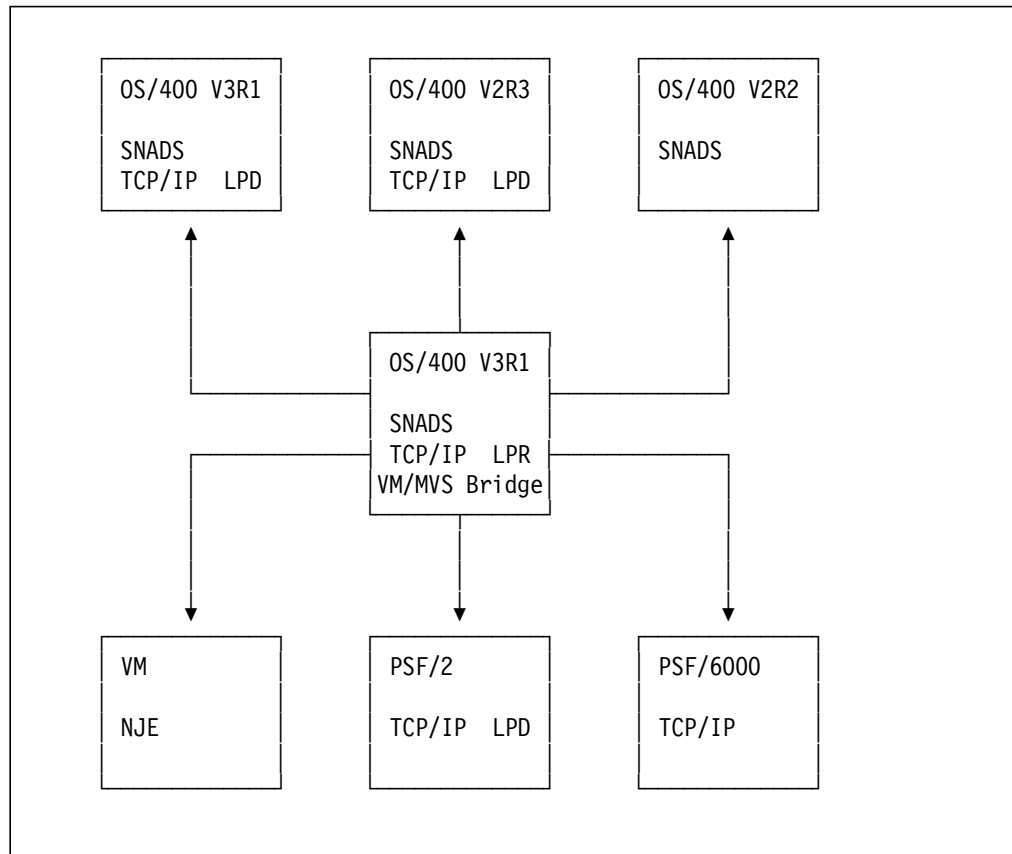 OS/400 V3R1
SNADS
TCP/IP LPD
OS/400 V2R3
SNADS
TCP/IP LPD
OS/400 V2R2
SNADS
OS/400 V3R1
SNADS
TCP/IP LPR
VM/MVS Bridge
VM
NJE
PSF/2
TCP/IP LPD
PSF/6000
TCP/IP